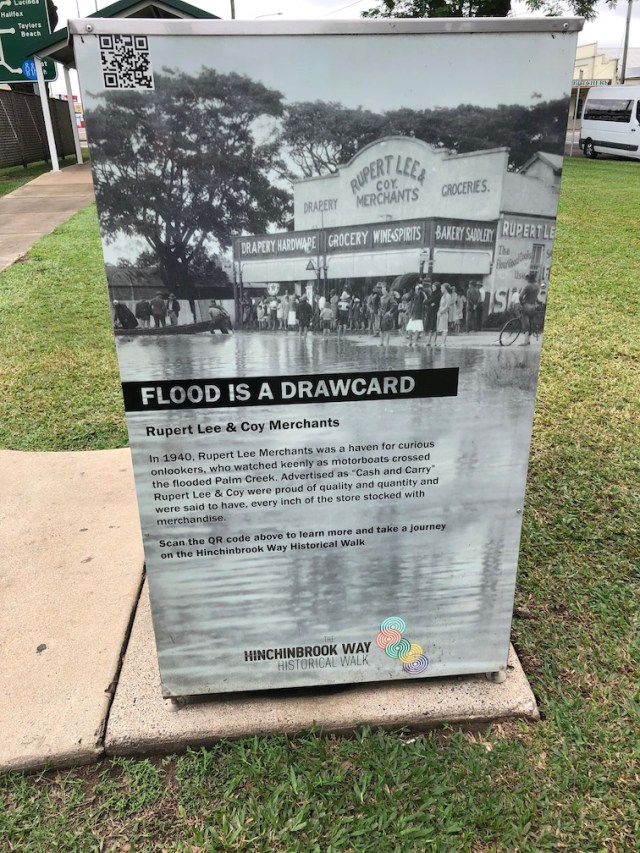 Lucinda
Halifax
Taylors
Beach
RUPERT LEE &
COY.
MERCHANTS
DRAPERY
GROCERIES.
DRAPERY HARDWARE
GROCERY WINE & SPIRITS
BAKERY SADDLERY
RUPERT LE
The
FLOOD IS A DRAWCARD
Rupert Lee & Coy Merchants
In 1940, Rupert Lee Merchants was a haven for curious
onlookers, who watched keenly as motorboats crossed
the flooded Palm Creek. Advertised as "Cash and Carry"
Rupert Lee & Coy were proud of quality and quantity and
were said to have, every inch of the store stocked with
merchandise.
Scan the QR code above to learn more and take a journey
on the Hinchinbrook Way Historical Walk
THE
HINCHINBROOK WAY
HISTORICAL WALK